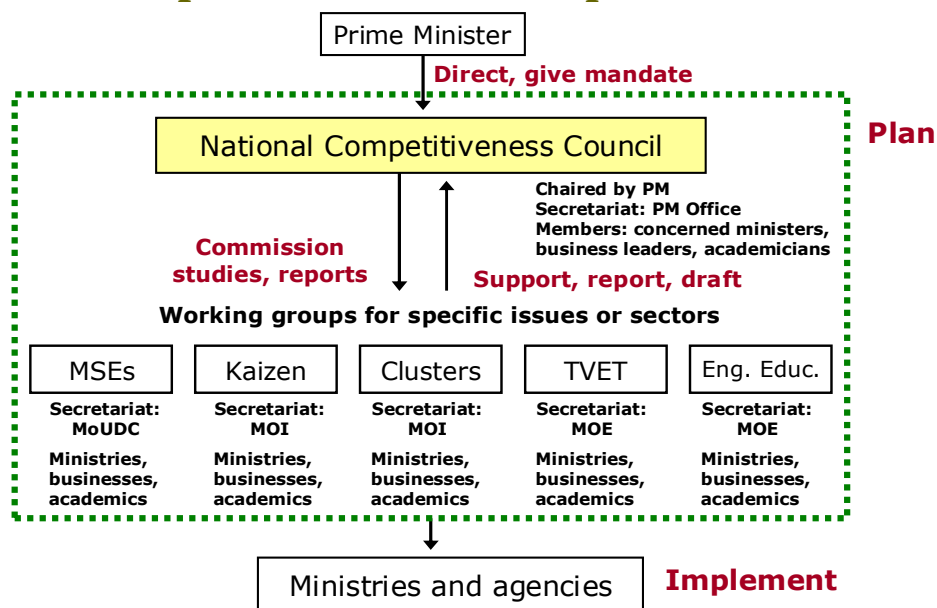 Prime Minister
Direct, give mandate
National Competitiveness Council
Plan
Chaired by PM
Secretariat: PM Office
Members: concerned ministers,
business leaders, academicians
Commission
studies, reports
Support, report, draft
Working groups for specific issues or sectors
MSEs
Kaizen
Clusters
TVET
Eng. Educ.
Secretariat:
MoUDC
Secretariat:
MOI
Secretariat:
MOI
Secretariat:
MOE
Secretariat:
MOE
Ministries,
businesses,
academics
Ministries,
businesses,
academics
Ministries,
businesses,
academics
Ministries,
businesses,
academics
Ministries,
businesses,
academics
Ministries and agencies
Implement